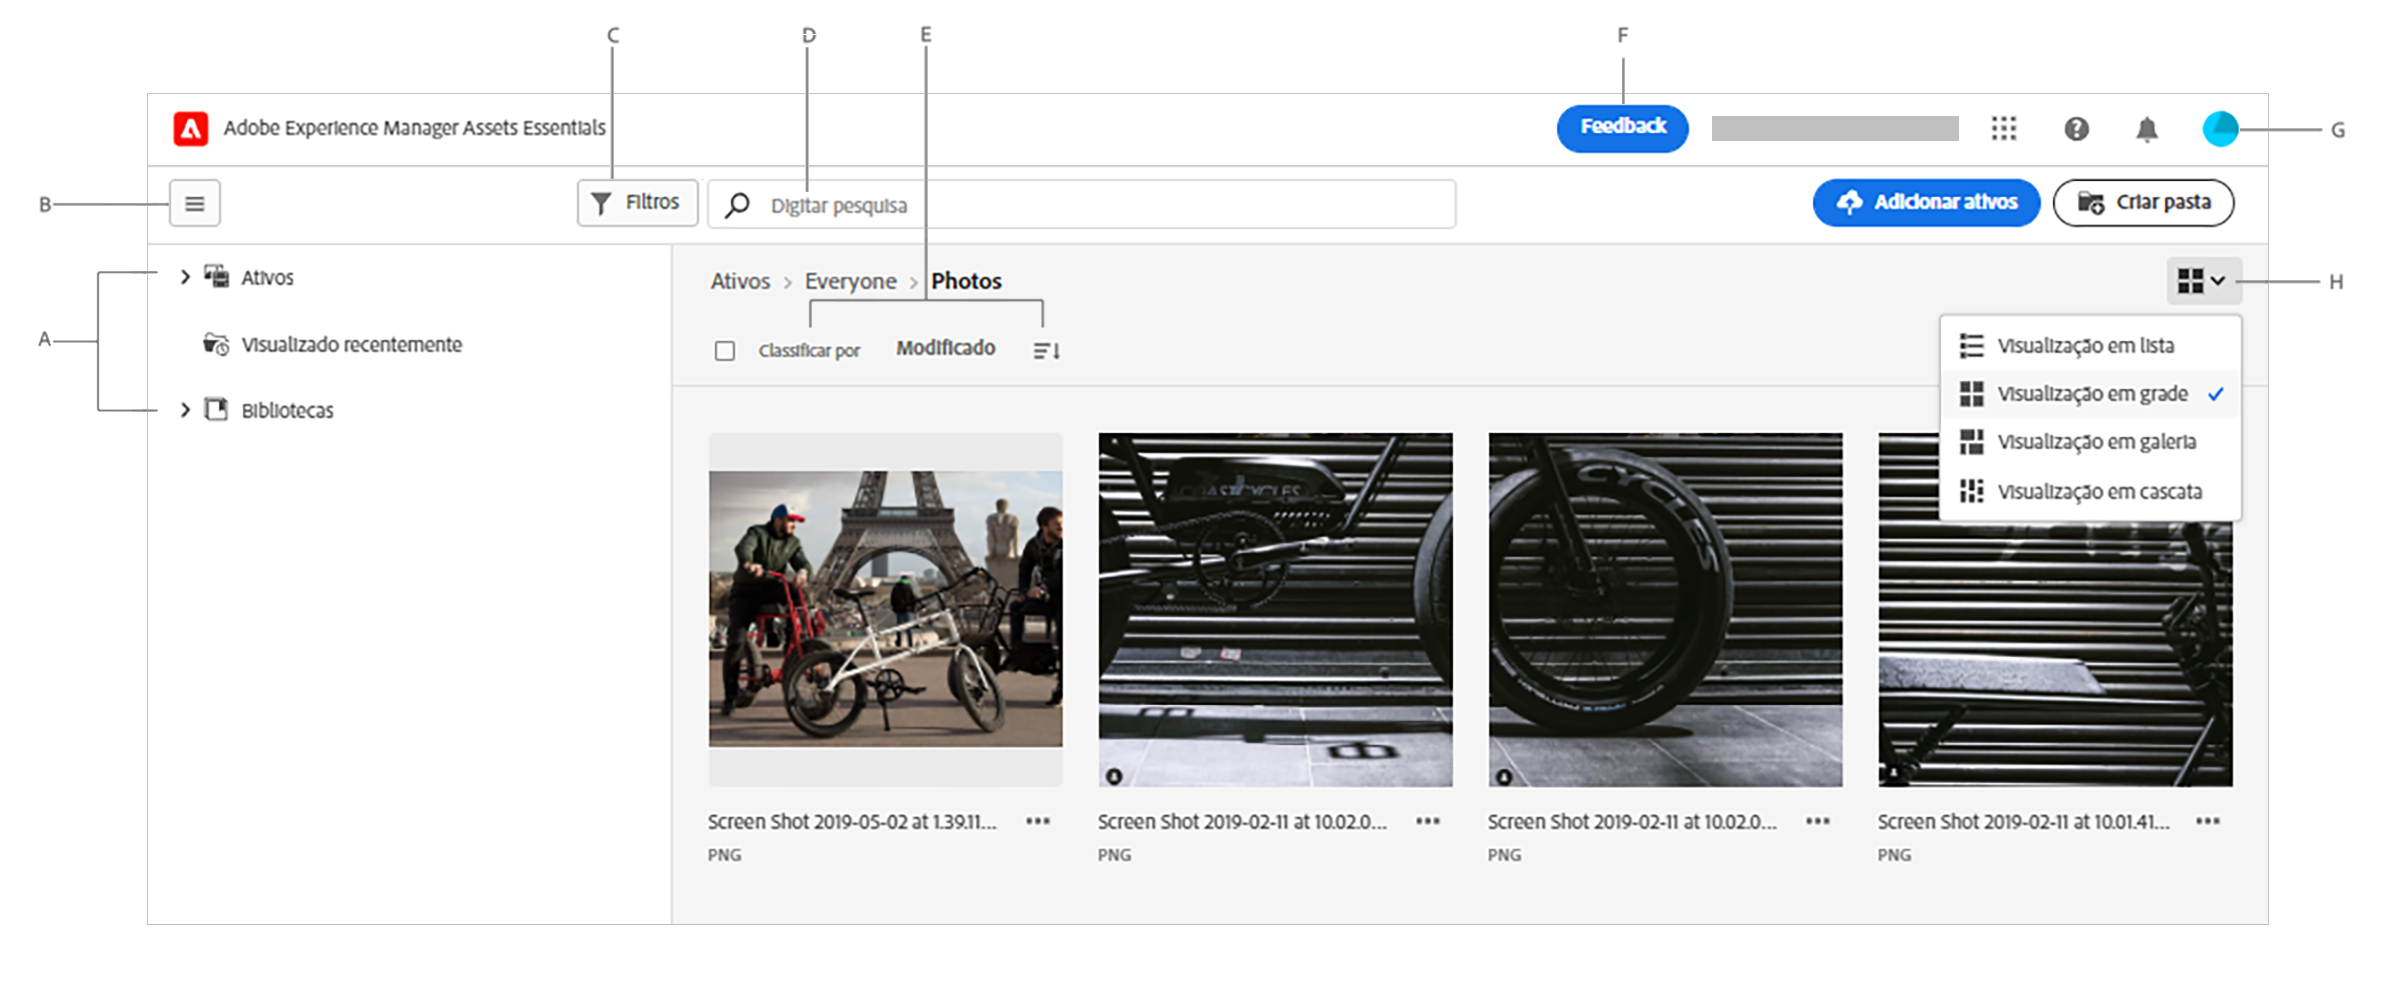 C D E F
Adobe Experience Manager Assets Essentials Feedback G
B Filtros Digitar pesquisa Adicionar ativos Criar pasta
A Ativos
Visualizado recentemente
Bibliotecas
Ativos > Everyone > Photos H
Classificar por Modificado
Visualização em lista
Visualização em grade
Visualização em galeria
Visualização em cascata
COASTCYCLES
CYCLES
Screen Shot 2019-05-02 at 1.39.11... Screen Shot 2019-02-11 at 10.02.0... Screen Shot 2019-02-11 at 10.02.0... Screen Shot 2019-02-11 at 10.01.41...
PNG PNG PNG PNG